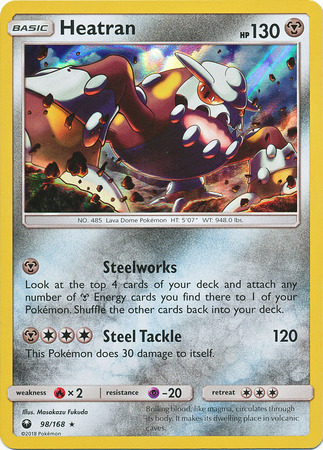 BASIC Heatran HP 130
NO. 485 Lava Dome Pokémon HT: 5'07" WT: 948.0 lbs.
Steelworks
Look at the top 4 cards of your deck and attach any
number of Energy cards you find there to 1 of your
Pokémon. Shuffle the other cards back into your deck.
Steel Tackle 120
This Pokémon does 30 damage to itself.
weakness × 2 resistance -20 retreat
Illus. Masakazu Fukuda
98/168 ★
©2018 Pokémon
Boiling blood, like magma, circulates through
its body. It makes its dwelling place in volcanic
caves.